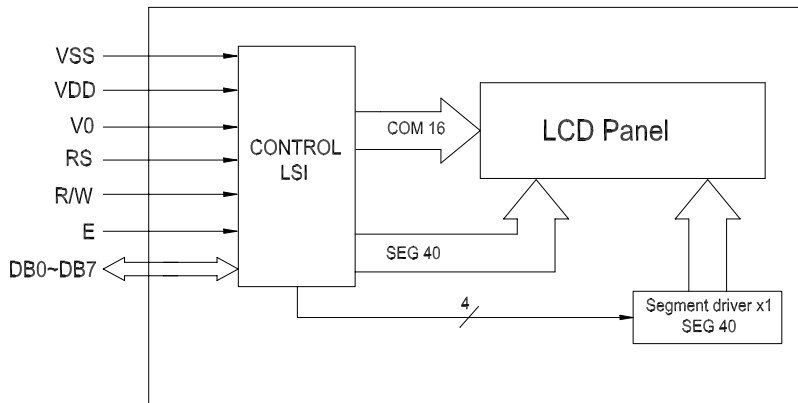 VSS
VDD
V0
RS
R/W
E
DB0~DB7
CONTROL
LSI
COM 16
LCD Panel
SEG 40
4
Segment driver x1
SEG 40